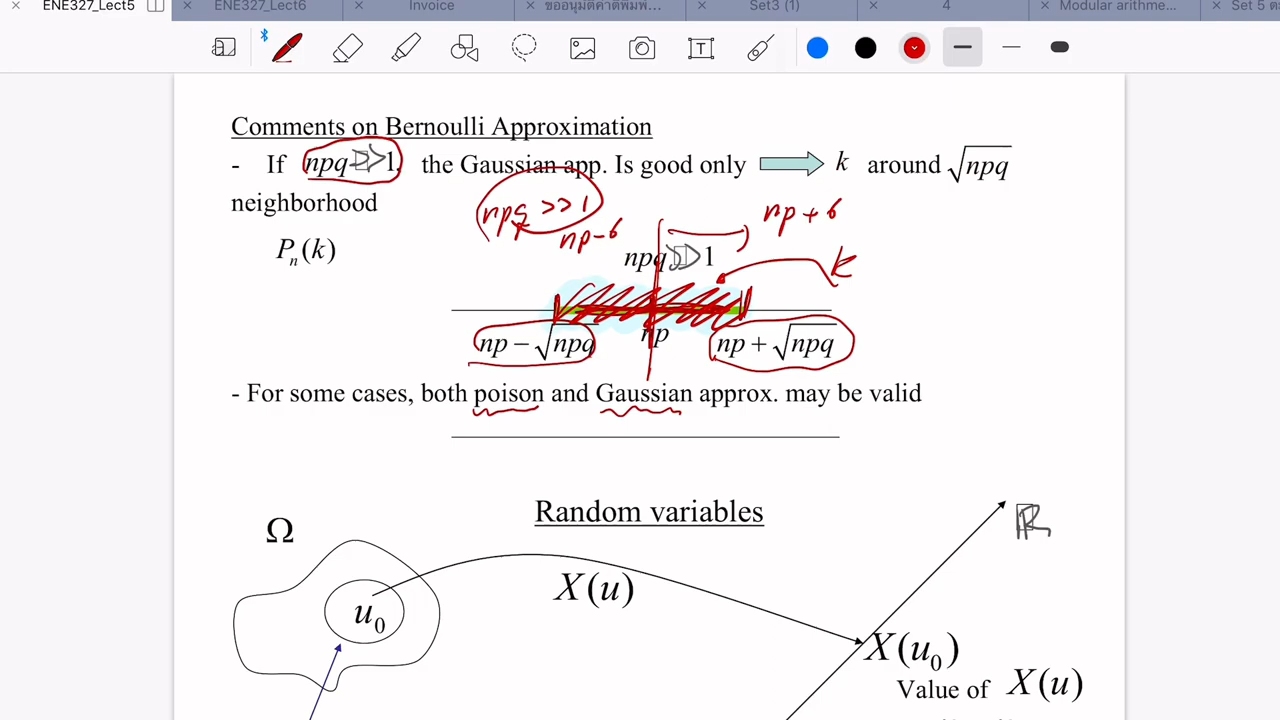 ENE327_Lect5
ENE327_Lect6
Invoice
ขออนุมัติค่าตีพิมพ์...
Set3 (1)
4
Modular arithme...
Set 5 ต
T
Comments on Bernoulli Approximation
- If npq >> 1, the Gaussian app. Is good only k around √npq
neighborhood
npq >> 1
np - σ
np + σ
Pn(k)
npq >> 1
k
np − √npq
np
np + √npq
- For some cases, both poison and Gaussian approx. may be valid
Random variables
Ω
ℝ
X(u)
u0
X(u0)
Value of X(u)